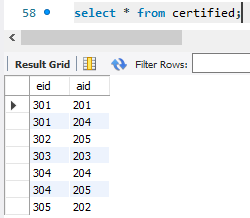 58 select * from certified;
Result Grid Filter Rows:
eid aid
301 201
301 204
302 205
303 203
304 204
304 205
305 202